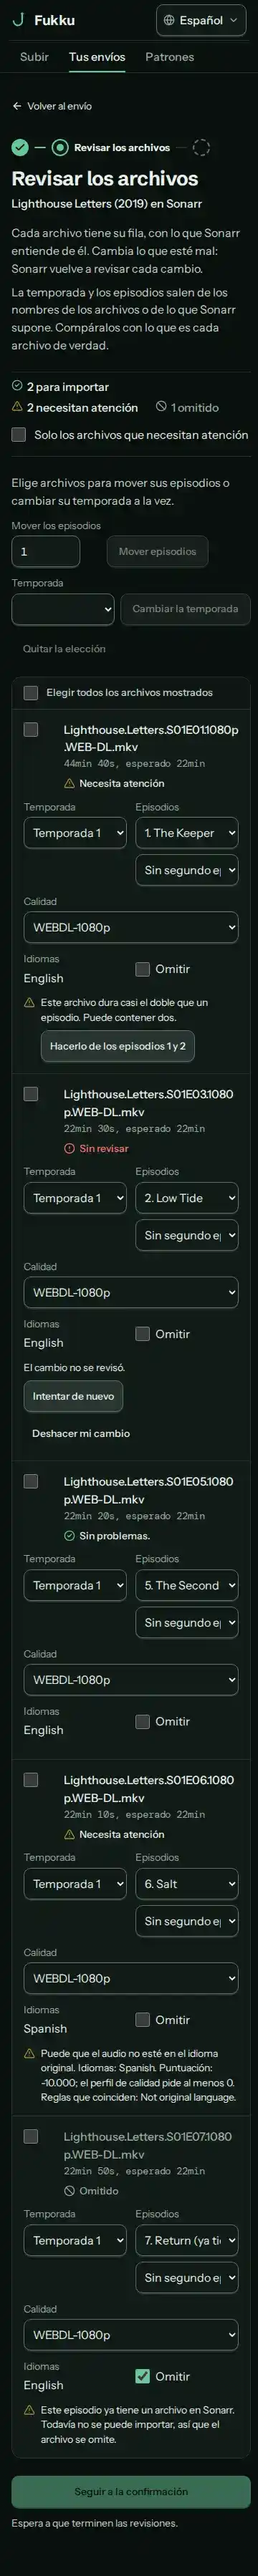 Fukku
Español
Subir
Tus envíos
Patrones
Volver al envío
Revisar los archivos
Revisar los archivos
Lighthouse Letters (2019) en Sonarr
Cada archivo tiene su fila, con lo que Sonarr
entiende de él. Cambia lo que esté mal:
Sonarr vuelve a revisar cada cambio.
La temporada y los episodios salen de los
nombres de los archivos o de lo que Sonarr
supone. Compáralos con lo que es cada
archivo de verdad.
2 para importar
2 necesitan atención
1 omitido
Solo los archivos que necesitan atención
Elige archivos para mover sus episodios o
cambiar su temporada a la vez.
Mover los episodios
1
Mover episodios
Temporada
Cambiar la temporada
Quitar la elección
Elegir todos los archivos mostrados
Lighthouse.Letters.S01E01.1080p
.WEB-DL.mkv
44min 40s, esperado 22min
Necesita atención
Temporada
Episodios
Temporada 1
1. The Keeper
Sin segundo ep
Calidad
WEBDL-1080p
Idiomas
English
Omitir
Este archivo dura casi el doble que un
episodio. Puede contener dos.
Hacerlo de los episodios 1 y 2
Lighthouse.Letters.S01E03.1080
p.WEB-DL.mkv
22min 30s, esperado 22min
Sin revisar
Temporada
Episodios
Temporada 1
2. Low Tide
Sin segundo ep
Calidad
WEBDL-1080p
Idiomas
English
Omitir
El cambio no se revisó.
Intentar de nuevo
Deshacer mi cambio
Lighthouse.Letters.S01E05.1080
p.WEB-DL.mkv
22min 20s, esperado 22min
Sin problemas.
Temporada
Episodios
Temporada 1
5. The Second
Sin segundo ep
Calidad
WEBDL-1080p
Idiomas
English
Omitir
Lighthouse.Letters.S01E06.1080
p.WEB-DL.mkv
22min 10s, esperado 22min
Necesita atención
Temporada
Episodios
Temporada 1
6. Salt
Sin segundo ep
Calidad
WEBDL-1080p
Idiomas
Spanish
Omitir
Puede que el audio no esté en el idioma
original. Idiomas: Spanish. Puntuación:
-10.000; el perfil de calidad pide al menos 0.
Reglas que coinciden: Not original language.
Lighthouse.Letters.S01E07.1080
p.WEB-DL.mkv
22min 50s, esperado 22min
Omitido
Temporada
Episodios
Temporada 1
7. Return (ya ti
Sin segundo ep
Calidad
WEBDL-1080p
Idiomas
English
Omitir
Este episodio ya tiene un archivo en Sonarr.
Todavía no se puede importar, así que el
archivo se omite.
Seguir a la confirmación
Espera a que terminen las revisiones.